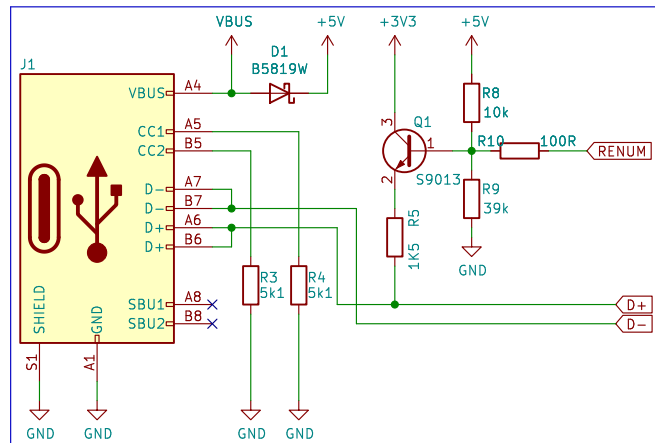 VBUS
+5V
+3V3
+5V
D1
B5819W
J1
VBUS
A4
CC1
A5
CC2
B5
D-
A7
D-
B7
D+
A6
D+
B6
SBU1
A8
SBU2
B8
SHIELD
GND
S1
A1
R3
5k1
R4
5k1
3
Q1
1
S9013
2
R5
1K5
R8
10k
R10
100R
RENUM
R9
39k
GND
D+
D-
GND
GND
GND
GND